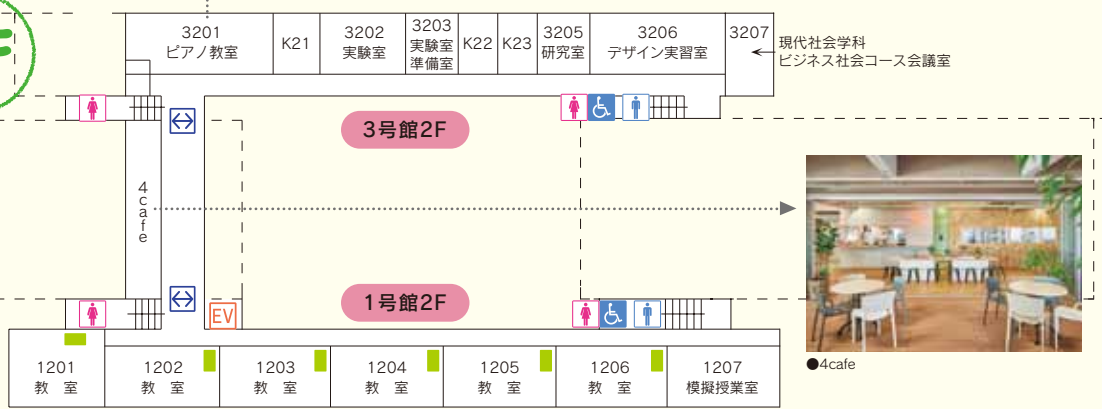 3201
ピアノ教室
K21
3202
実験室
3203
実験室
準備室
K22
K23
3205
研究室
3206
デザイン実習室
3207
現代社会学科
ビジネス社会コース会議室
3号館2F
4cafe
1号館2F
EV
1201
教 室
1202
教 室
1203
教 室
1204
教 室
1205
教 室
1206
教 室
1207
模擬授業室
●4cafe